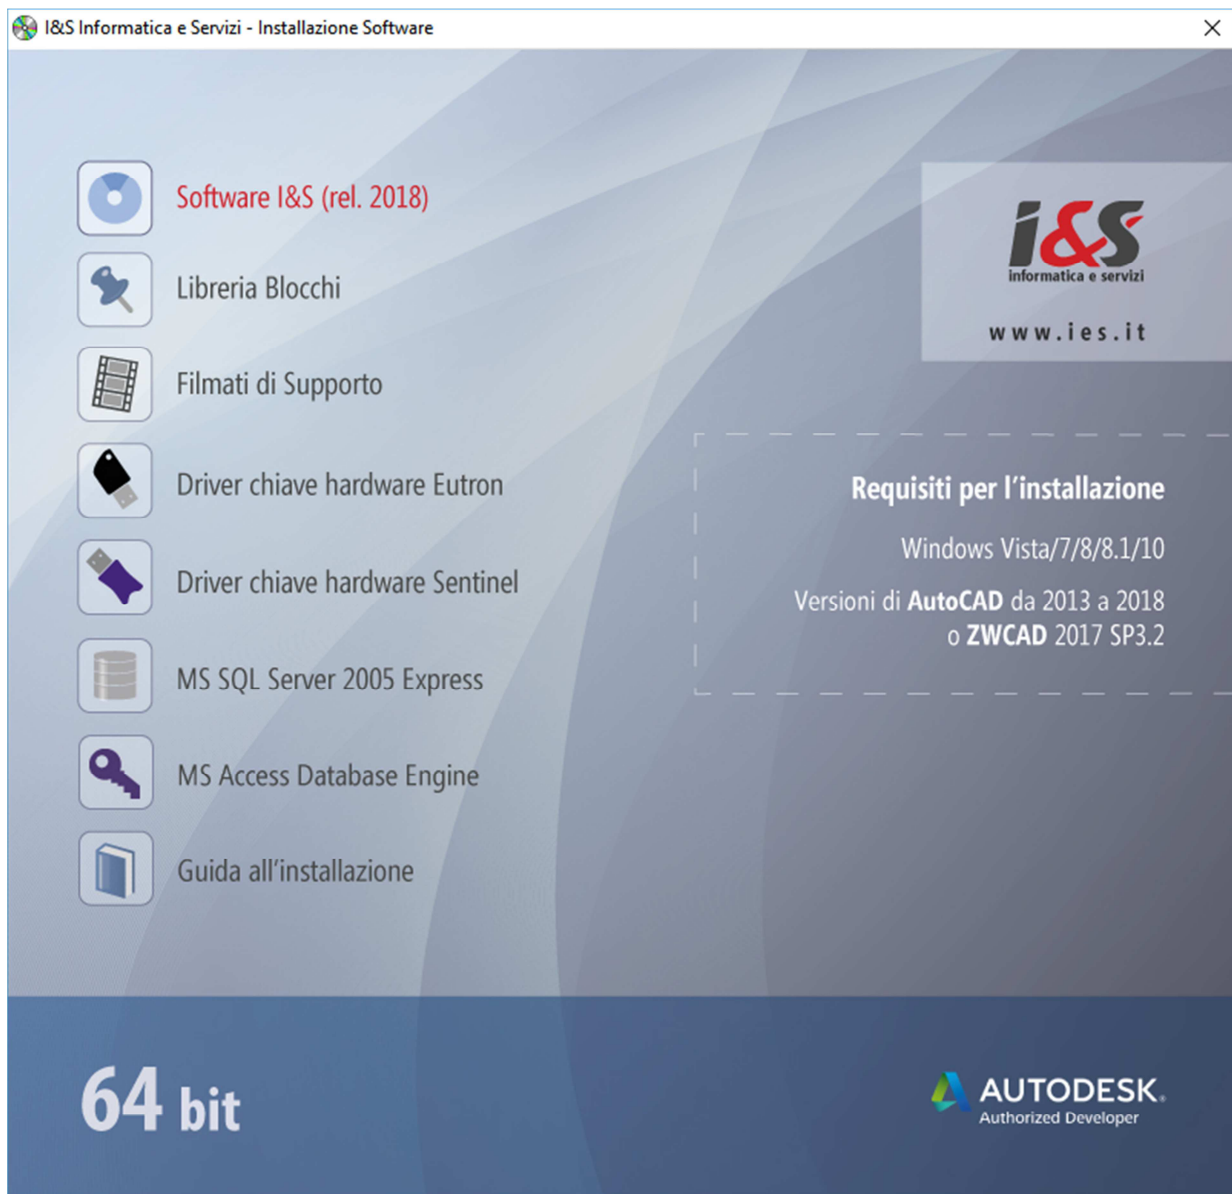 I&S Informatica e Servizi - Installazione Software
Software I&S (rel. 2018)
Libreria Blocchi
Filmati di Supporto
Driver chiave hardware Eutron
Driver chiave hardware Sentinel
MS SQL Server 2005 Express
MS Access Database Engine
Guida all'installazione
i&S
informatica e servizi
www.ies.it
Requisiti per l'installazione
Windows Vista/7/8/8.1/10
Versioni di AutoCAD da 2013 a 2018
o ZWCAD 2017 SP3.2
64 bit
AUTODESK®
Authorized Developer